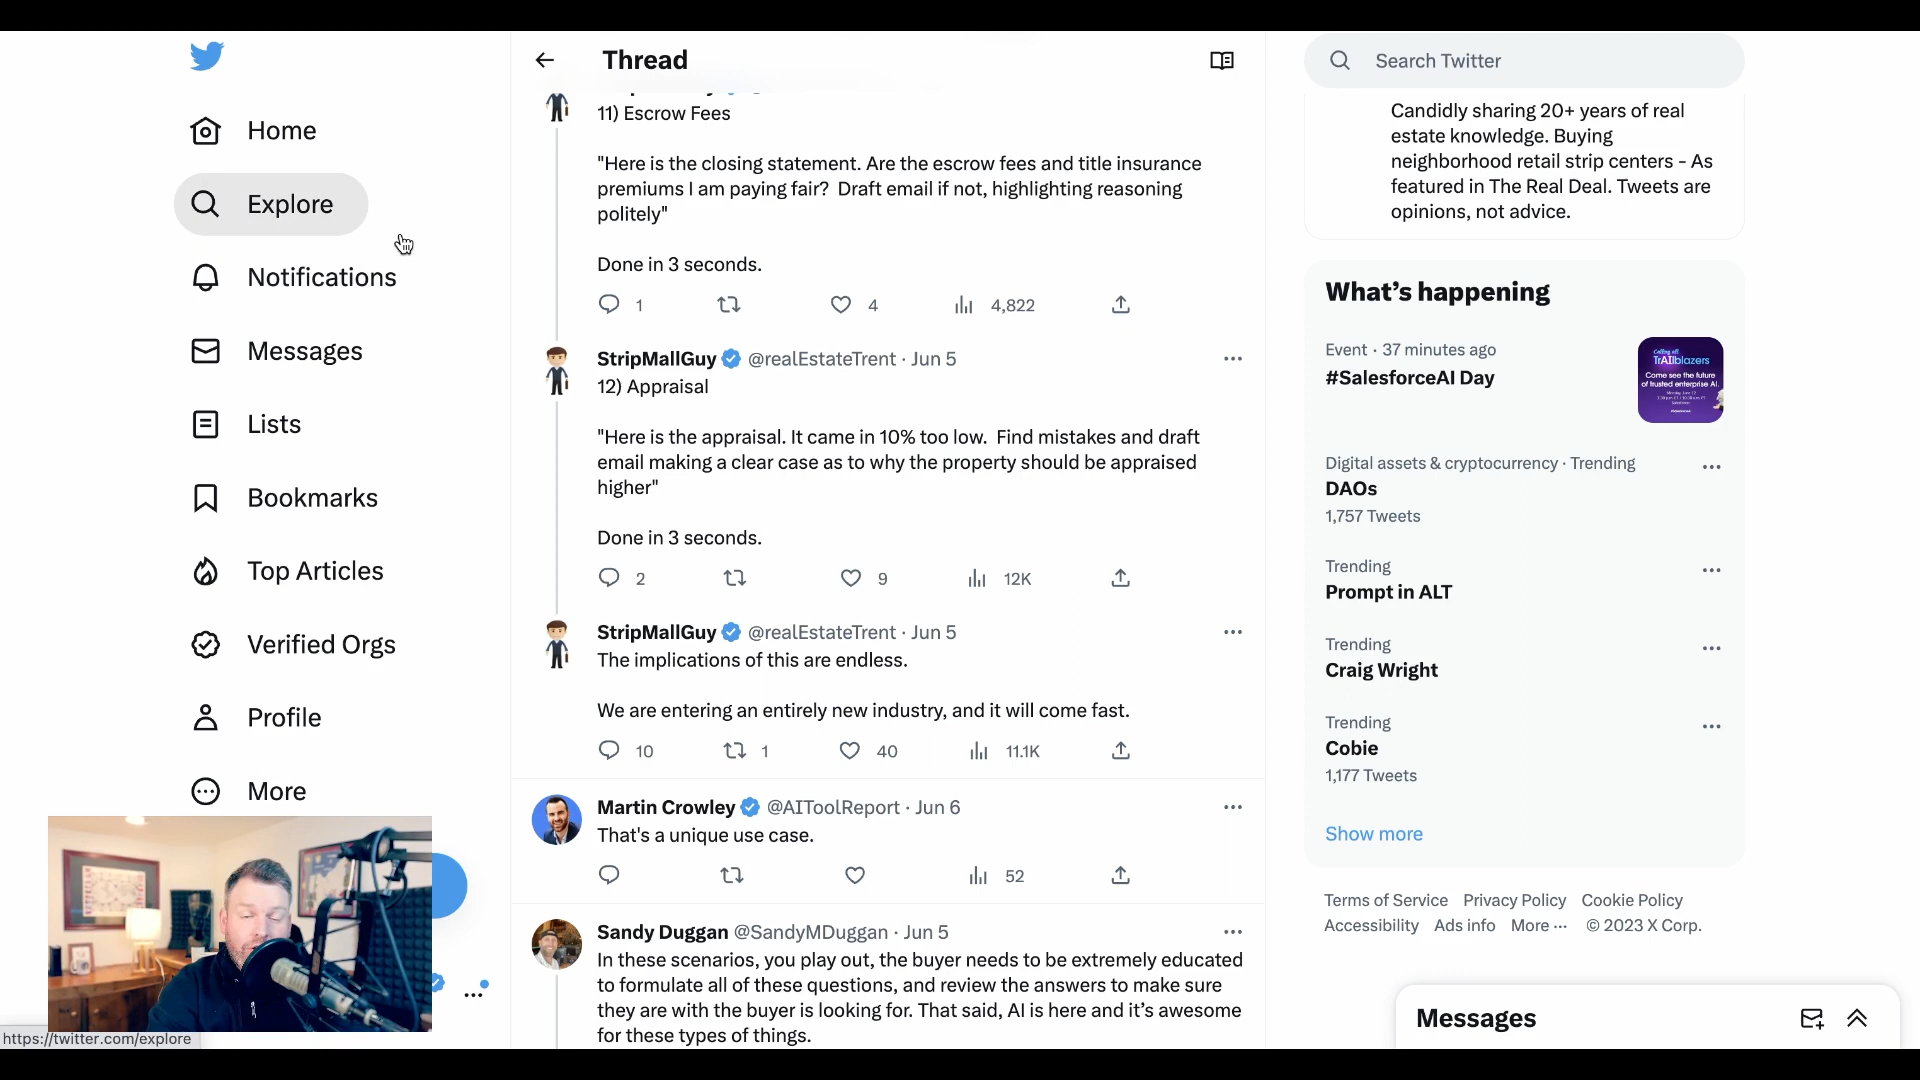 Home
Explore
Notifications
Messages
Lists
Bookmarks
Top Articles
Verified Orgs
Profile
More
https://twitter.com/explore
Thread
11) Escrow Fees
"Here is the closing statement. Are the escrow fees and title insurance
premiums I am paying fair?  Draft email if not, highlighting reasoning
politely"
Done in 3 seconds.
1
4
4,822
StripMallGuy @realEstateTrent · Jun 5
12) Appraisal
"Here is the appraisal. It came in 10% too low.  Find mistakes and draft
email making a clear case as to why the property should be appraised
higher"
Done in 3 seconds.
2
9
12K
StripMallGuy @realEstateTrent · Jun 5
The implications of this are endless.
We are entering an entirely new industry, and it will come fast.
10
1
40
11.1K
Martin Crowley @AIToolReport · Jun 6
That's a unique use case.
52
Sandy Duggan @SandyMDuggan · Jun 5
In these scenarios, you play out, the buyer needs to be extremely educated
to formulate all of these questions, and review the answers to make sure
they are with the buyer is looking for. That said, AI is here and it's awesome
for these types of things.
Search Twitter
Candidly sharing 20+ years of real
estate knowledge. Buying
neighborhood retail strip centers - As
featured in The Real Deal. Tweets are
opinions, not advice.
What's happening
Event · 37 minutes ago
#SalesforceAI Day
Calling all
TrAIlblazers
Come see the future
of trusted enterprise AI.
Digital assets & cryptocurrency · Trending
DAOs
1,757 Tweets
Trending
Prompt in ALT
Trending
Craig Wright
Trending
Cobie
1,177 Tweets
Show more
Terms of Service Privacy Policy Cookie Policy
Accessibility Ads info More ··· © 2023 X Corp.
Messages